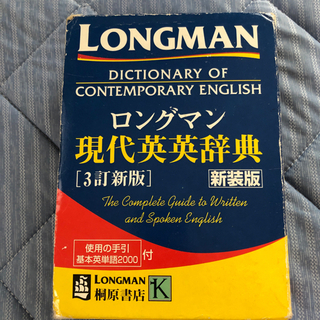 LONGMAN
DICTIONARY OF
CONTEMPORARY ENGLISH
ロングマン
現代英英辞典
[3訂新版] 新装版
The Complete Guide to Written
and Spoken English
使用の手引
基本英単語2000 付
LONGMAN
桐原書店 K